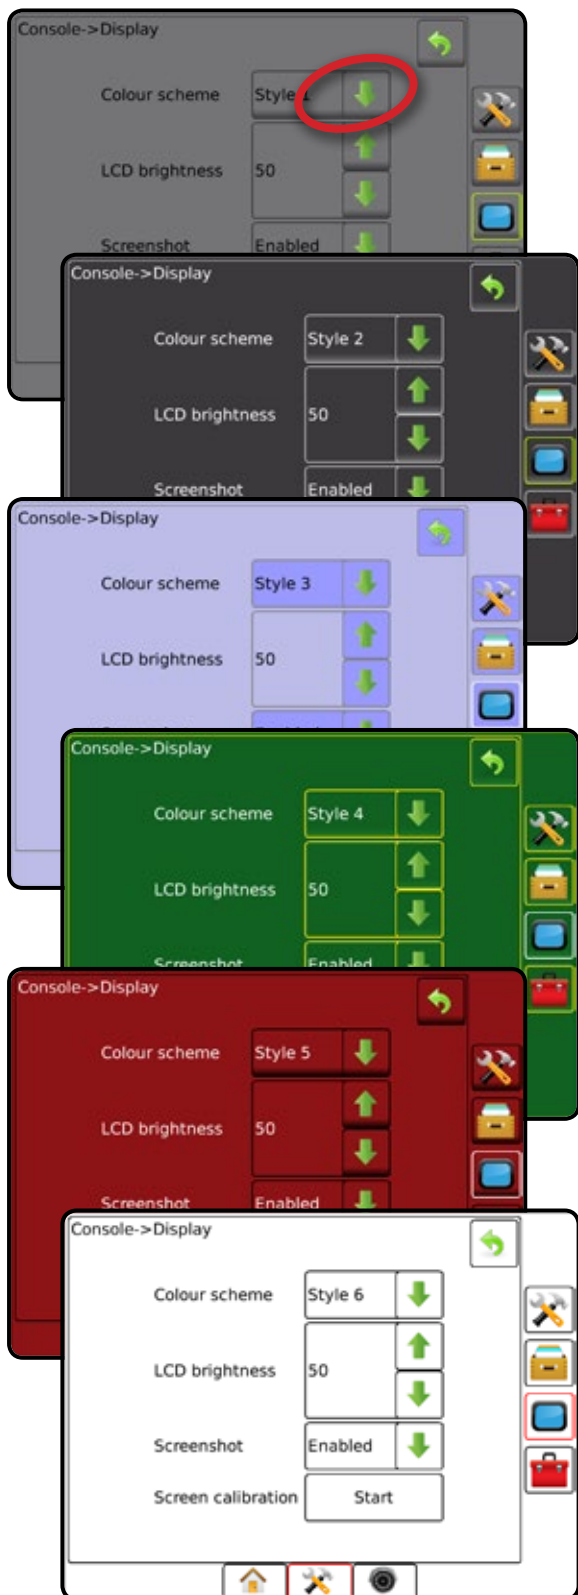 Console->Display
Colour scheme Style 1
LCD brightness 50
Screenshot Enabled
Console->Display
Colour scheme Style 2
LCD brightness 50
Screenshot Enabled
Console->Display
Colour scheme Style 3
LCD brightness 50
Console->Display
Colour scheme Style 4
LCD brightness 50
Screenshot Enabled
Console->Display
Colour scheme Style 5
LCD brightness 50
Screenshot Enabled
Console->Display
Colour scheme Style 6
LCD brightness 50
Screenshot Enabled
Screen calibration Start